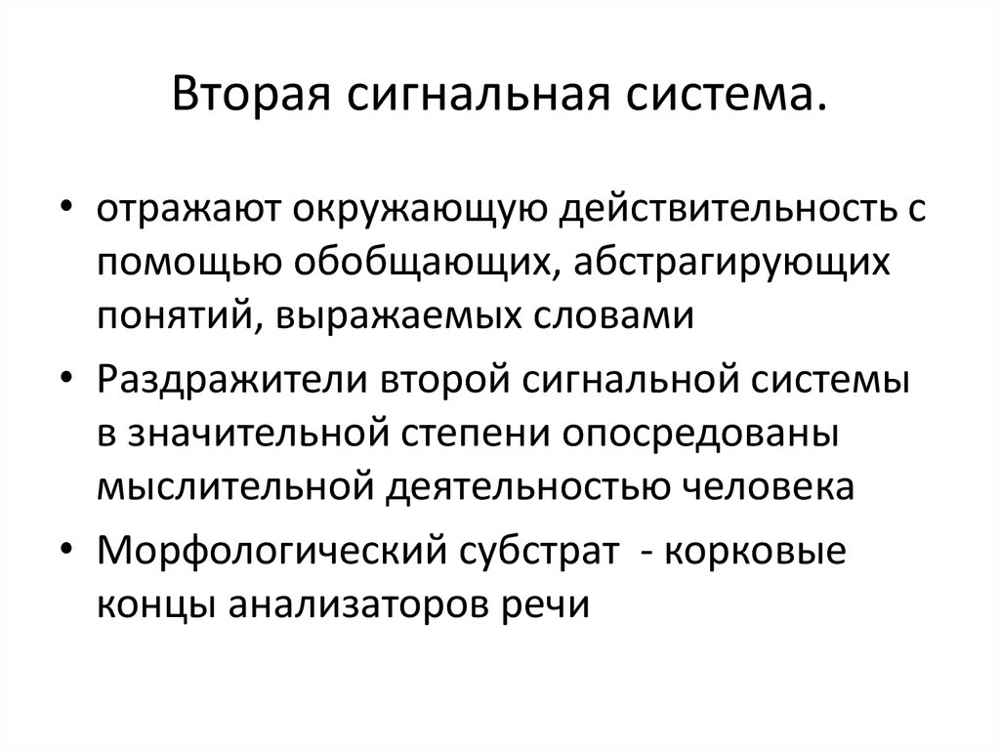 Вторая сигнальная система.
• отражают окружающую действительность с
помощью обобщающих, абстрагирующих
понятий, выражаемых словами
• Раздражители второй сигнальной системы
в значительной степени опосредованы
мыслительной деятельностью человека
• Морфологический субстрат  - корковые
концы анализаторов речи